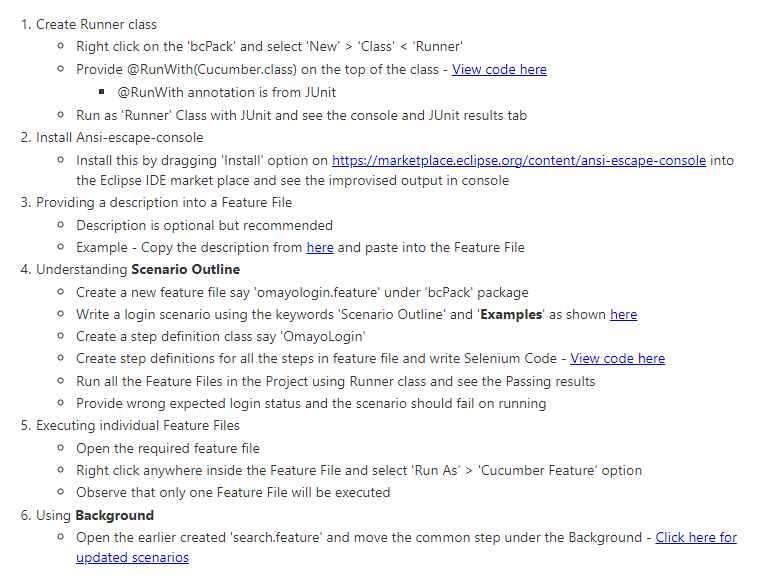 1. Create Runner class
Right click on the 'bcPack' and select 'New' > 'Class' < 'Runner'
Provide @RunWith(Cucumber.class) on the top of the class - View code here
@RunWith annotation is from JUnit
Run as 'Runner' Class with JUnit and see the console and JUnit results tab
2. Install Ansi-escape-console
Install this by dragging 'Install' option on https://marketplace.eclipse.org/content/ansi-escape-console into
the Eclipse IDE market place and see the improvised output in console
3. Providing a description into a Feature File
Description is optional but recommended
Example - Copy the description from here and paste into the Feature File
4. Understanding Scenario Outline
Create a new feature file say 'omayologin.feature' under 'bcPack' package
Write a login scenario using the keywords 'Scenario Outline' and 'Examples' as shown here
Create a step definition class say 'OmayoLogin'
Create step definitions for all the steps in feature file and write Selenium Code - View code here
Run all the Feature Files in the Project using Runner class and see the Passing results
Provide wrong expected login status and the scenario should fail on running
5. Executing individual Feature Files
Open the required feature file
Right click anywhere inside the Feature File and select 'Run As' > 'Cucumber Feature' option
Observe that only one Feature File will be executed
6. Using Background
Open the earlier created 'search.feature' and move the common step under the Background - Click here for
updated scenarios